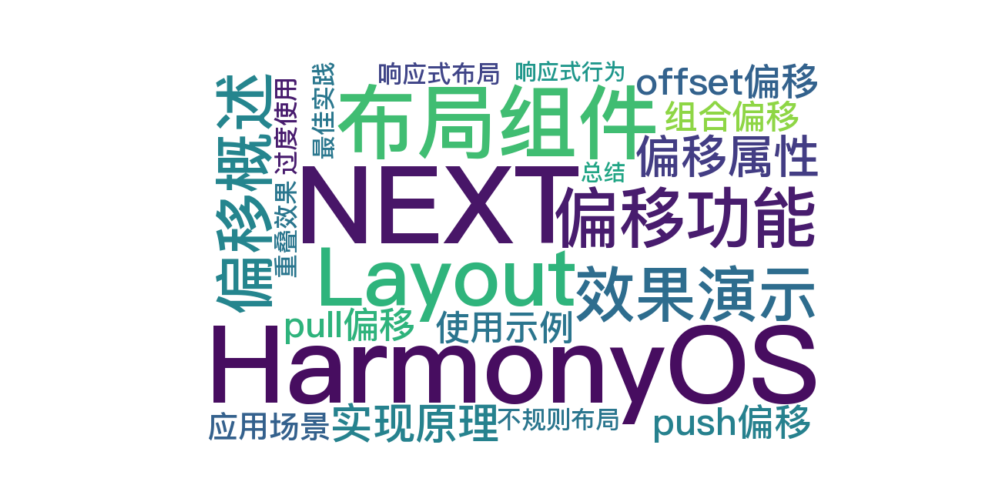 偏移概述
过度使用
重叠效果
最佳实践
响应式布局
响应式行为
offset偏移
布局组件
组合偏移
偏移属性
总结
NEXT
偏移功能
Layout
效果演示
pull偏移
使用示例
HarmonyOS
应用场景
实现原理
不规则布局
push偏移